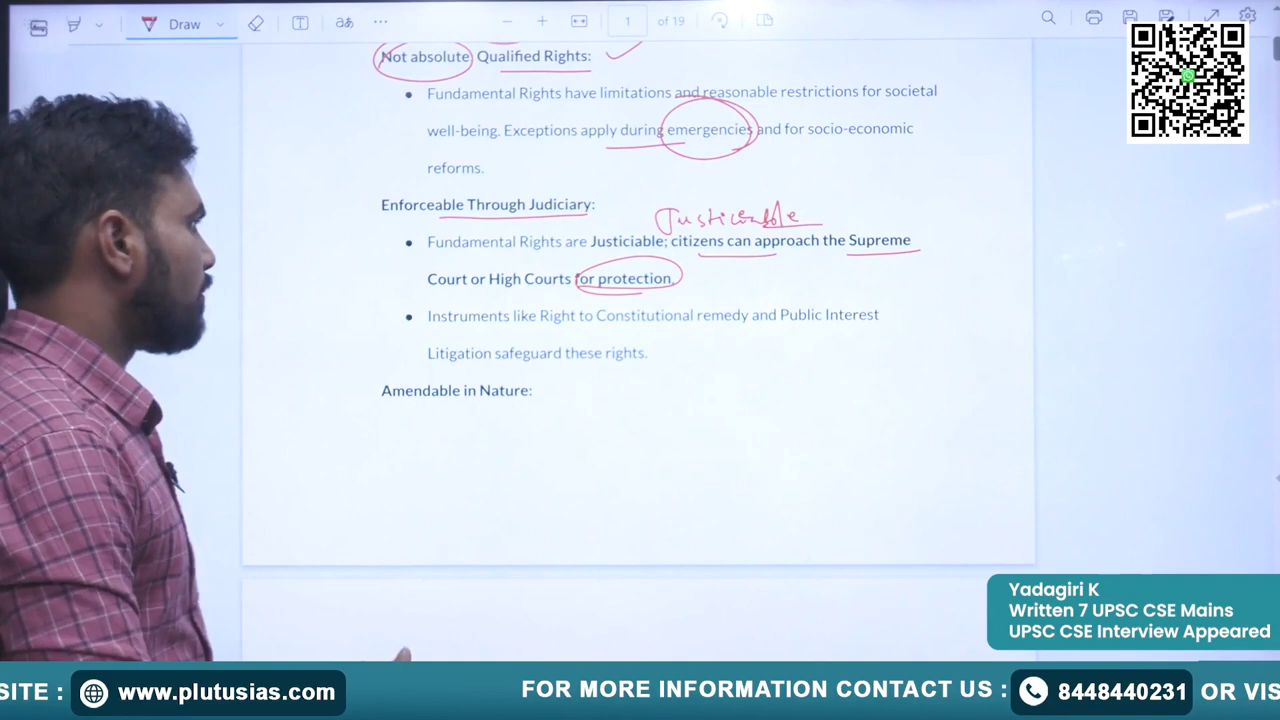 Draw
aあ
1
of 19
Not absolute Qualified Rights:
Fundamental Rights have limitations and reasonable restrictions for societal
well-being. Exceptions apply during emergencies and for socio-economic
reforms.
Enforceable Through Judiciary:
Justiciable
Fundamental Rights are Justiciable; citizens can approach the Supreme
Court or High Courts for protection.
Instruments like Right to Constitutional remedy and Public Interest
Litigation safeguard these rights.
Amendable in Nature:
Yadagiri K
Written 7 UPSC CSE Mains
UPSC CSE Interview Appeared
SITE : www.plutusias.com FOR MORE INFORMATION CONTACT US : 8448440231 OR VIS